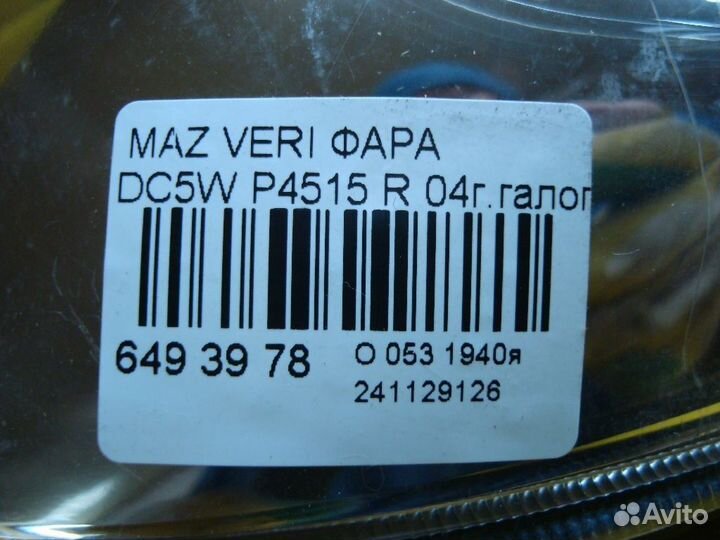 MAZ VERI ФАРА
DC5W P4515 R 04г.галог
649 39 78
О 053 1940я
241129126
Avito